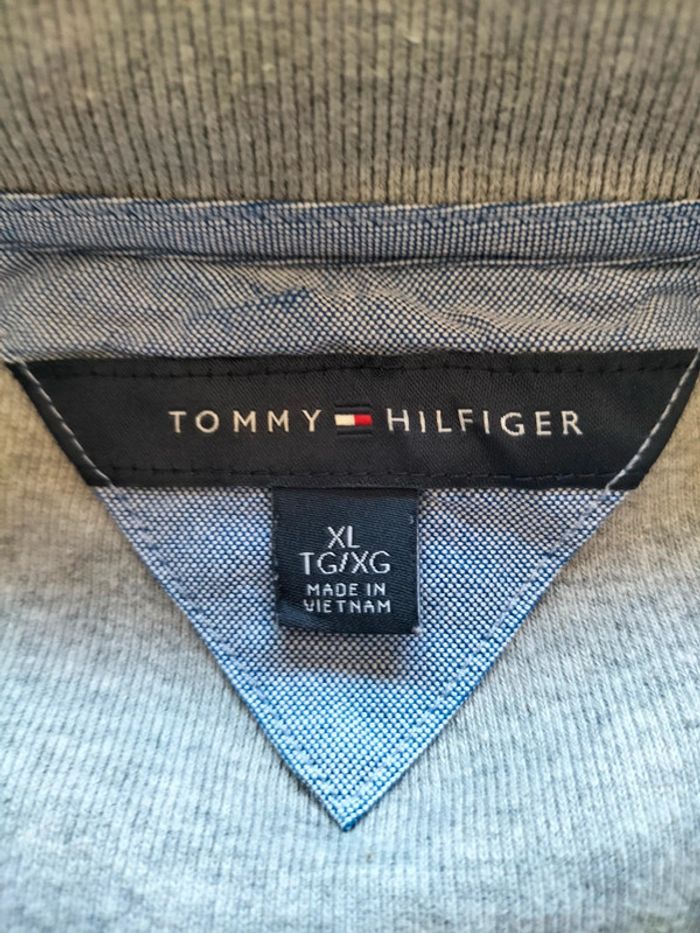 TOMMY HILFIGER
XL
TG/XG
MADE IN
VIETNAM